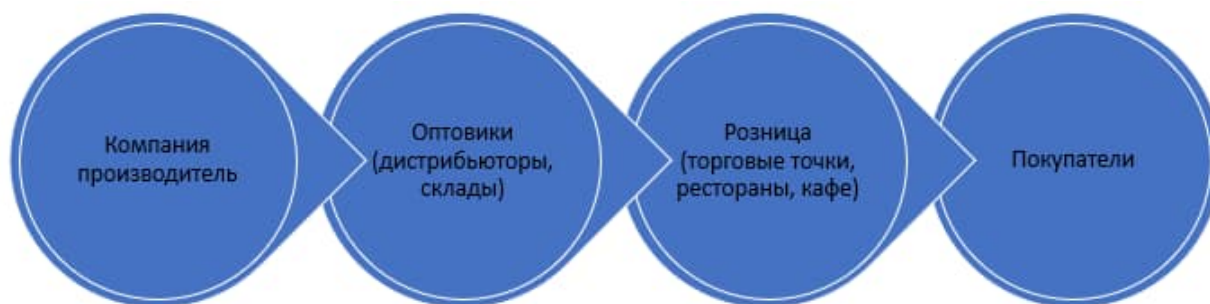 Компания
производитель
Оптовики
(дистрибьюторы,
склады)
Розница
(торговые точки,
рестораны, кафе)
Покупатели